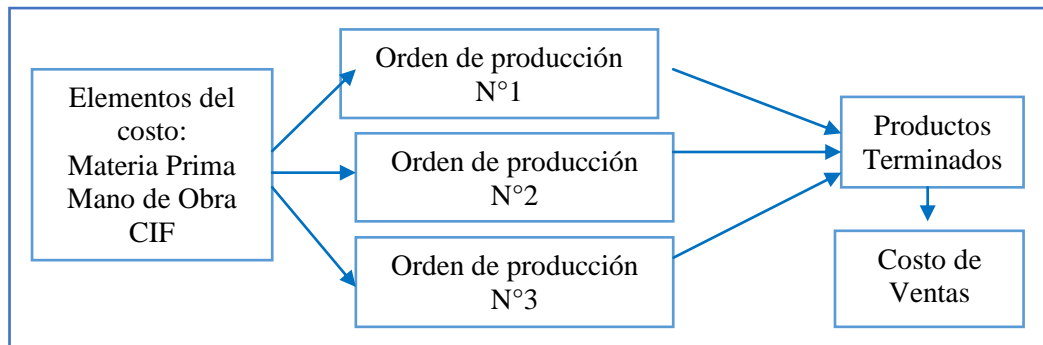 Elementos del
costo:
Materia Prima
Mano de Obra
CIF
Orden de producción
N°1
Orden de producción
N°2
Orden de producción
N°3
Productos
Terminados
Costo de
Ventas